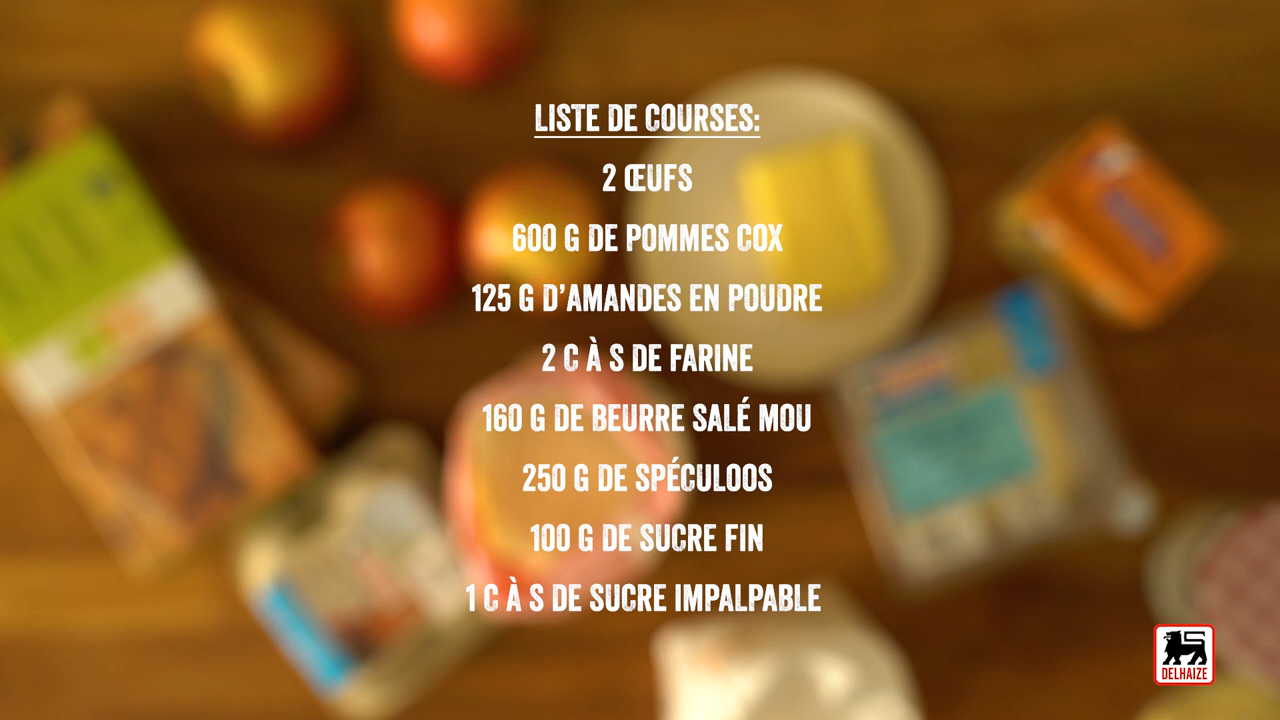 LISTE DE COURSES:
2 ŒUFS
600 G DE POMMES COX
125 G D'AMANDES EN POUDRE
2 C À S DE FARINE
160 G DE BEURRE SALÉ MOU
250 G DE SPÉCULOOS
100 G DE SUCRE FIN
1 C À S DE SUCRE IMPALPABLE
DELHAIZE